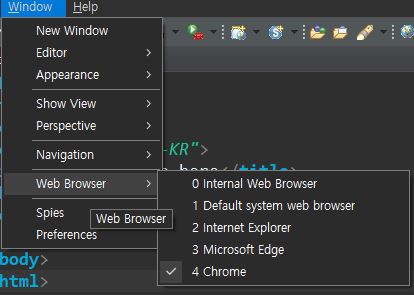 Window Help
New Window
Editor
Appearance
Show View
Perspective
-KR">
Navigation
</title>
Web Browser
0 Internal Web Browser
1 Default system web browser
Spies
Web Browser
2 Internet Explorer
Preferences
3 Microsoft Edge
body>
4 Chrome
html>